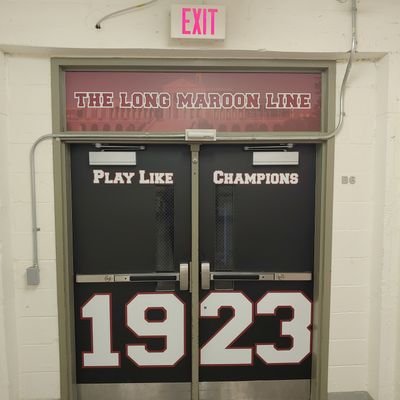 EXIT
THE LONG MAROON LINE
PLAY LIKE CHAMPIONS
B6
1923